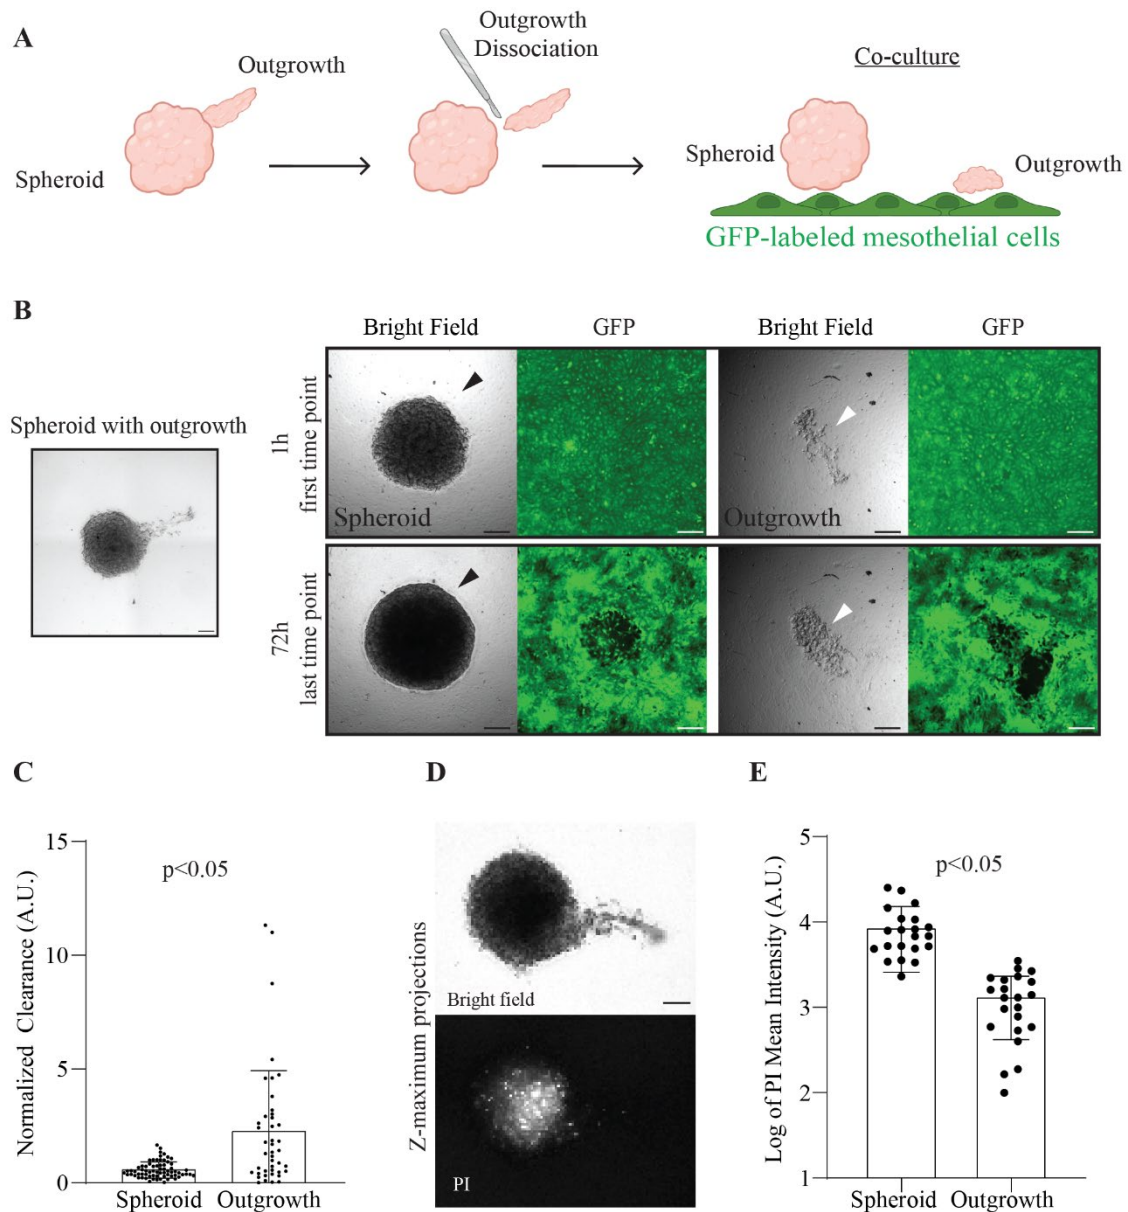 A
Spheroid
Outgrowth
Outgrowth
Dissociation
Co-culture
Spheroid
Outgrowth
GFP-labeled mesothelial cells
B
Spheroid with outgrowth
Bright Field
GFP
Bright Field
GFP
1h
first time point
Spheroid
Outgrowth
72h
last time point
C
Normalized Clearance (A.U.)
15
10
5
0
p<0.05
Spheroid
Outgrowth
D
Z-maximum projections
Bright field
PI
E
Log of PI Mean Intensity (A.U.)
5
4
3
2
1
p<0.05
Spheroid
Outgrowth